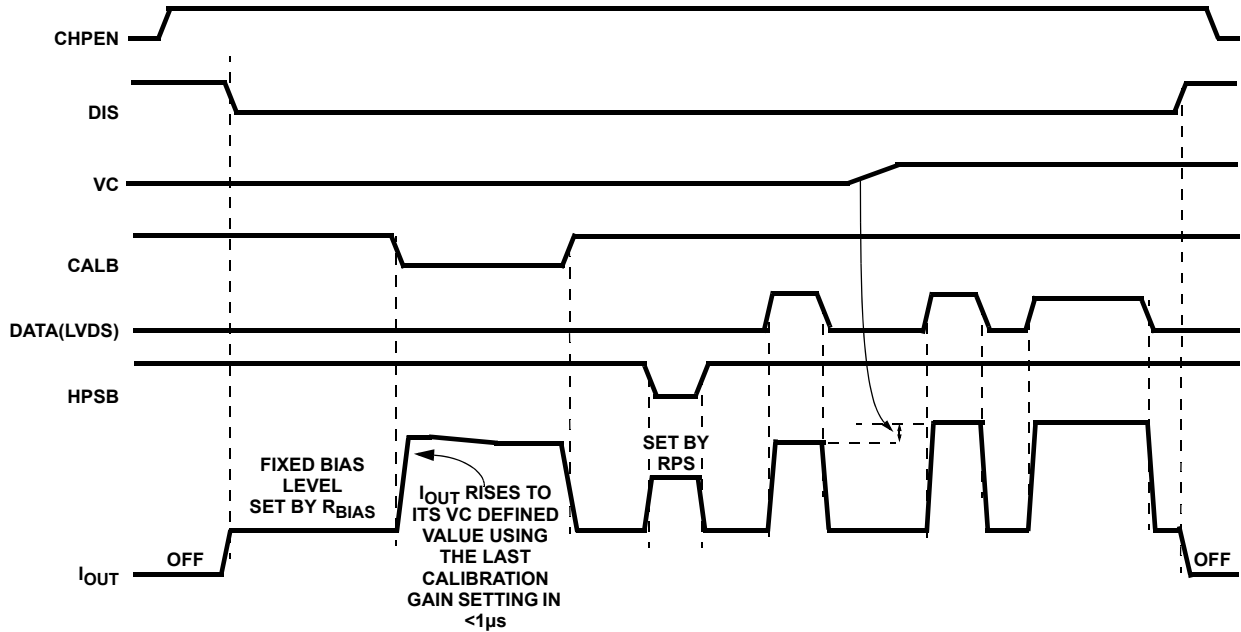 CHPEN
DIS
VC
CALB
DATA(LVDS)
HPSB
FIXED BIAS
LEVEL
SET BY RBIAS
IOUT RISES TO
ITS VC DEFINED
VALUE USING
THE LAST
CALIBRATION
GAIN SETTING IN
<1µs
SET BY
RPS
IOUT
OFF
OFF